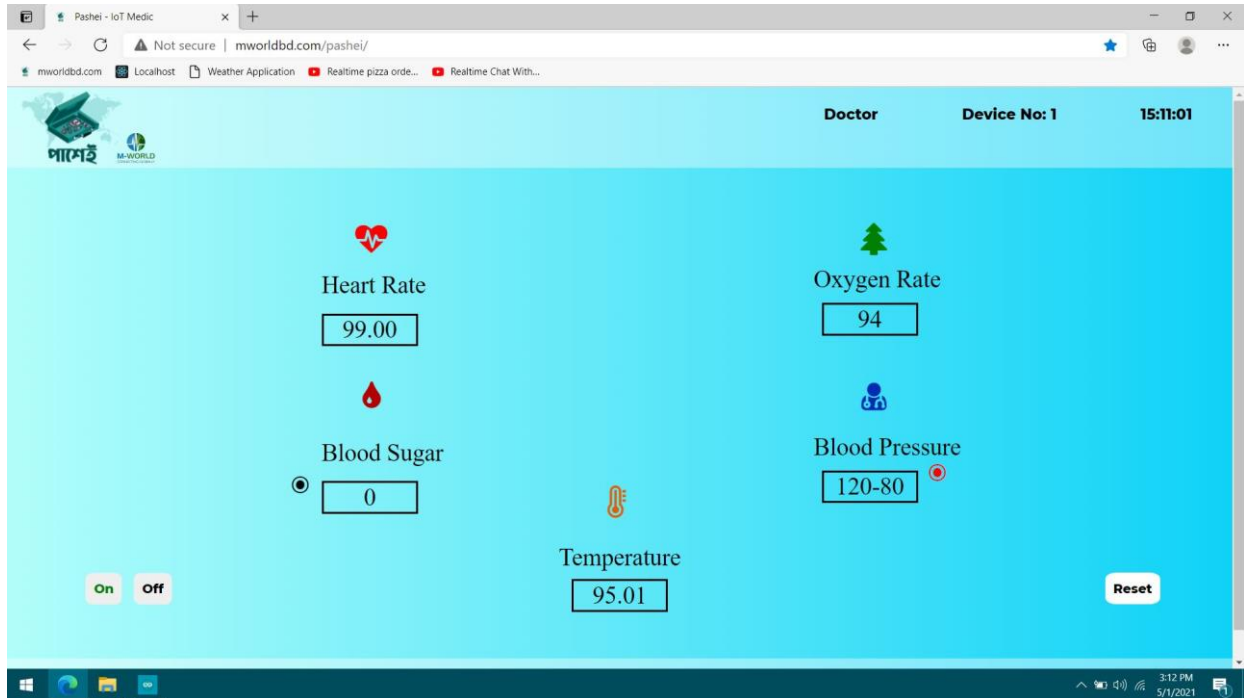 Pashei - IoT Medic
Not secure | mworldbd.com/pashei/
mworldbd.com Localhost Weather Application Realtime pizza orde... Realtime Chat With...
পাশেই M-WORLD
Doctor Device No: 1 15:11:01
Heart Rate Oxygen Rate
99.00 94
Blood Sugar Blood Pressure
0 120-80
Temperature
95.01
On Off Reset
3:12 PM
5/1/2021